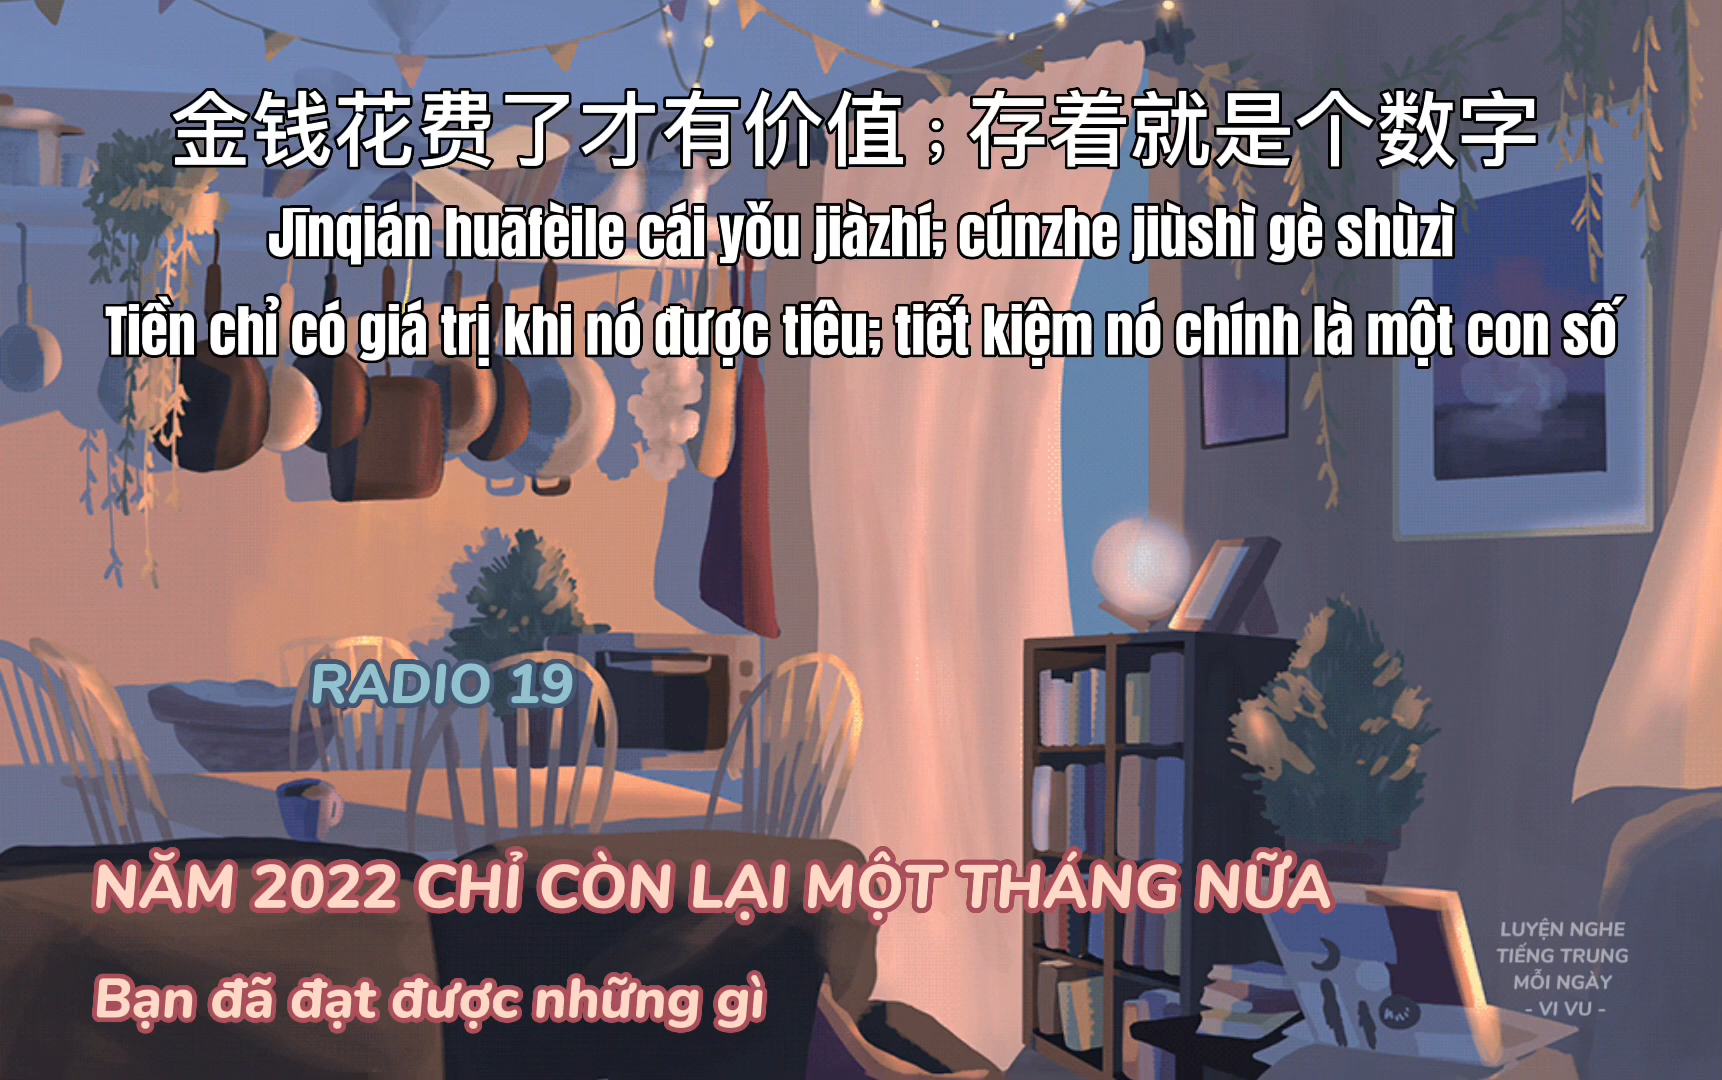 金钱花费了才有价值；存着就是个数字
Jīnqián huāfèile cái yǒu jiàzhí; cúnzhe jiùshì gè shùzì
Tiền chỉ có giá trị khi nó được tiêu; tiết kiệm nó chính là một con số
RADIO 19
NĂM 2022 CHỈ CÒN LẠI MỘT THÁNG NỮA
Bạn đã đạt được những gì
LUYỆN NGHE
TIẾNG TRUNG
MỖI NGÀY
- VI VU -